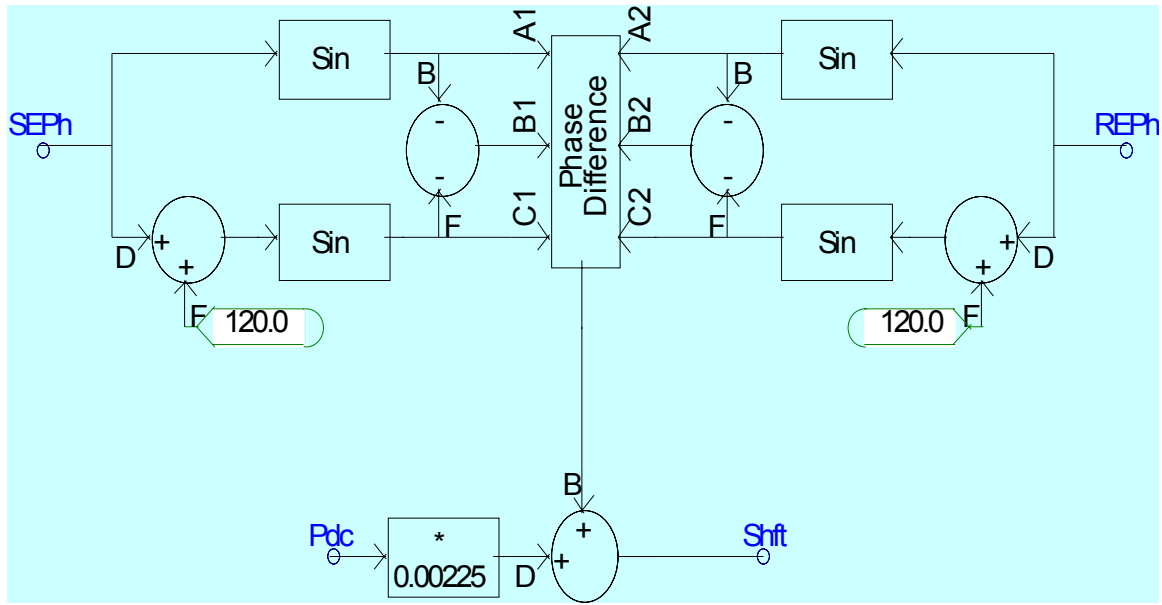 Sin
A1
A2
Sin
B
B
SEPh
-
-
B1
Phase
Difference
B2
-
-
REPh
C1
C2
D
+
+
Sin
F
F
Sin
+
+
D
F
120.0
120.0
F
B
Pdc
*
0.00225
D
+
+
Shft